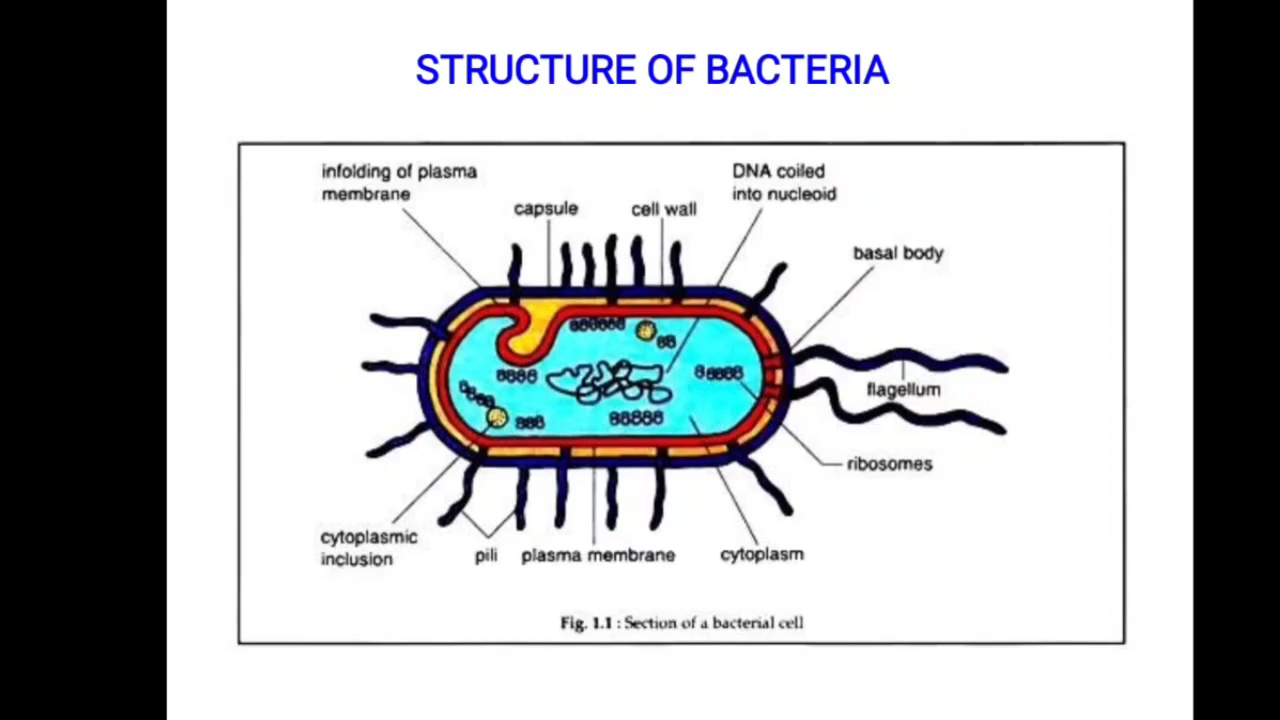 STRUCTURE OF BACTERIA
infolding of plasma
membrane
DNA coiled
into nucleoid
capsule
cell wall
basal body
flagellum
ribosomes
cytoplasmic
inclusion
pili
plasma membrane
cytoplasm
Fig. 1.1 : Section of a bacterial cell